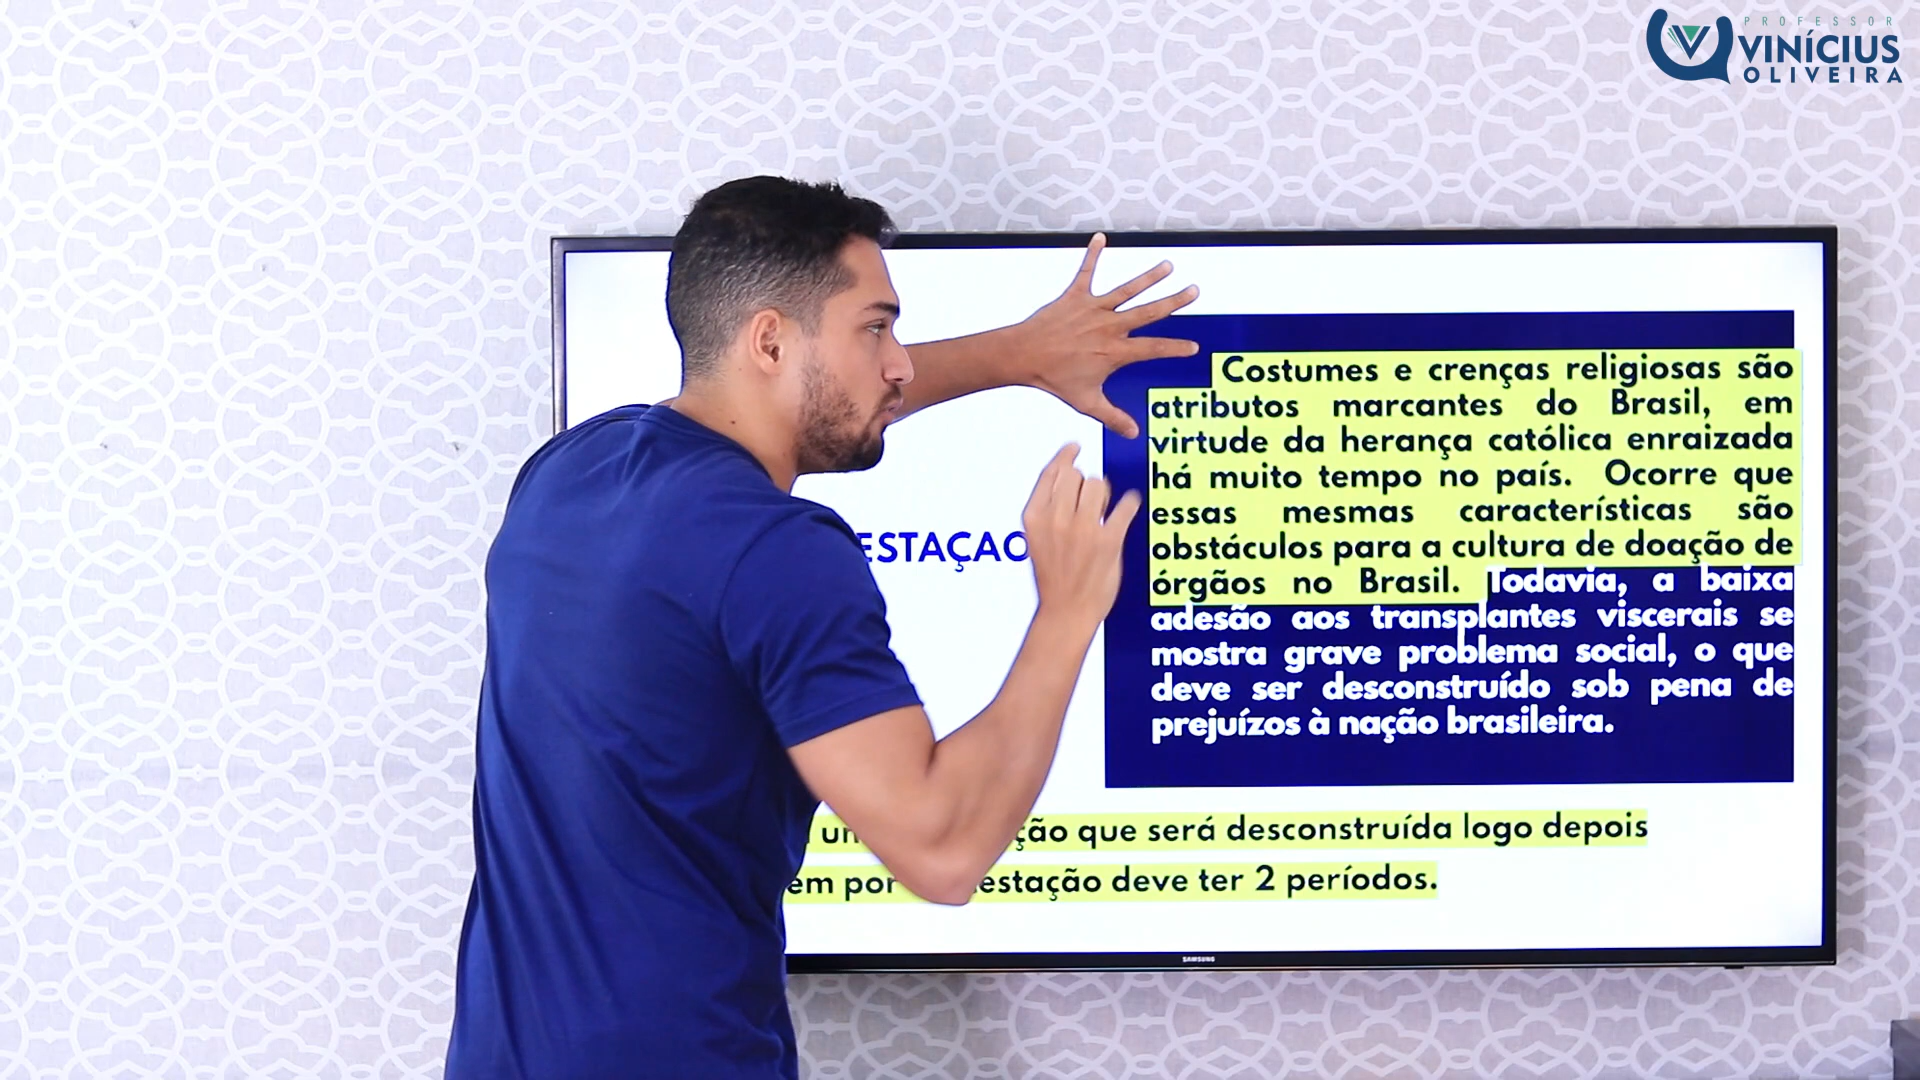 PROFESSOR
VINÍCIUS
OLIVEIRA
Costumes e crenças religiosas são
atributos marcantes do Brasil, em
virtude da herança católica enraizada
há muito tempo no país. Ocorre que
essas mesmas características são
obstáculos para a cultura de doação de
órgãos no Brasil. Todavia, a baixa
adesão aos transplantes viscerais se
mostra grave problema social, o que
deve ser desconstruído sob pena de
prejuízos à nação brasileira.
ESTAÇAO
que será desconstruída logo depois
por estação deve ter 2 períodos.
SAMSUNG